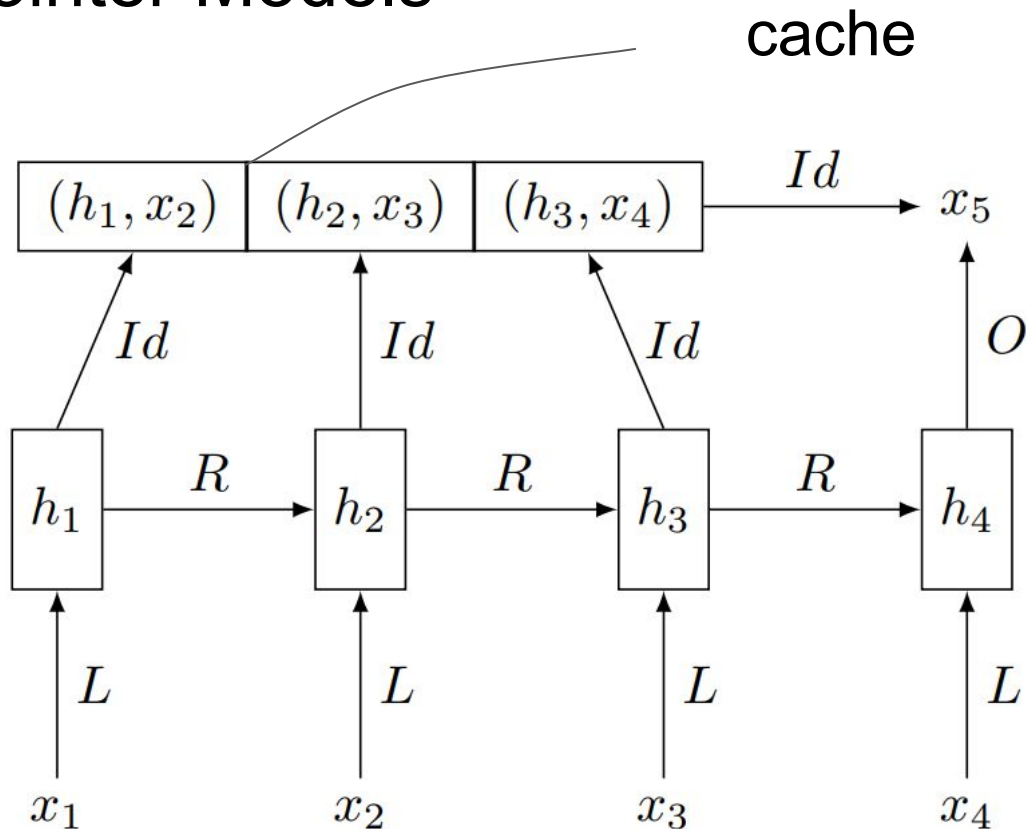 Models
cache
(h₁, x₂) (h₂, x₃) (h₃, x₄) Id x₅
Id Id Id O
h₁ R h₂ R h₃ R h₄
L L L L
x₁ x₂ x₃ x₄